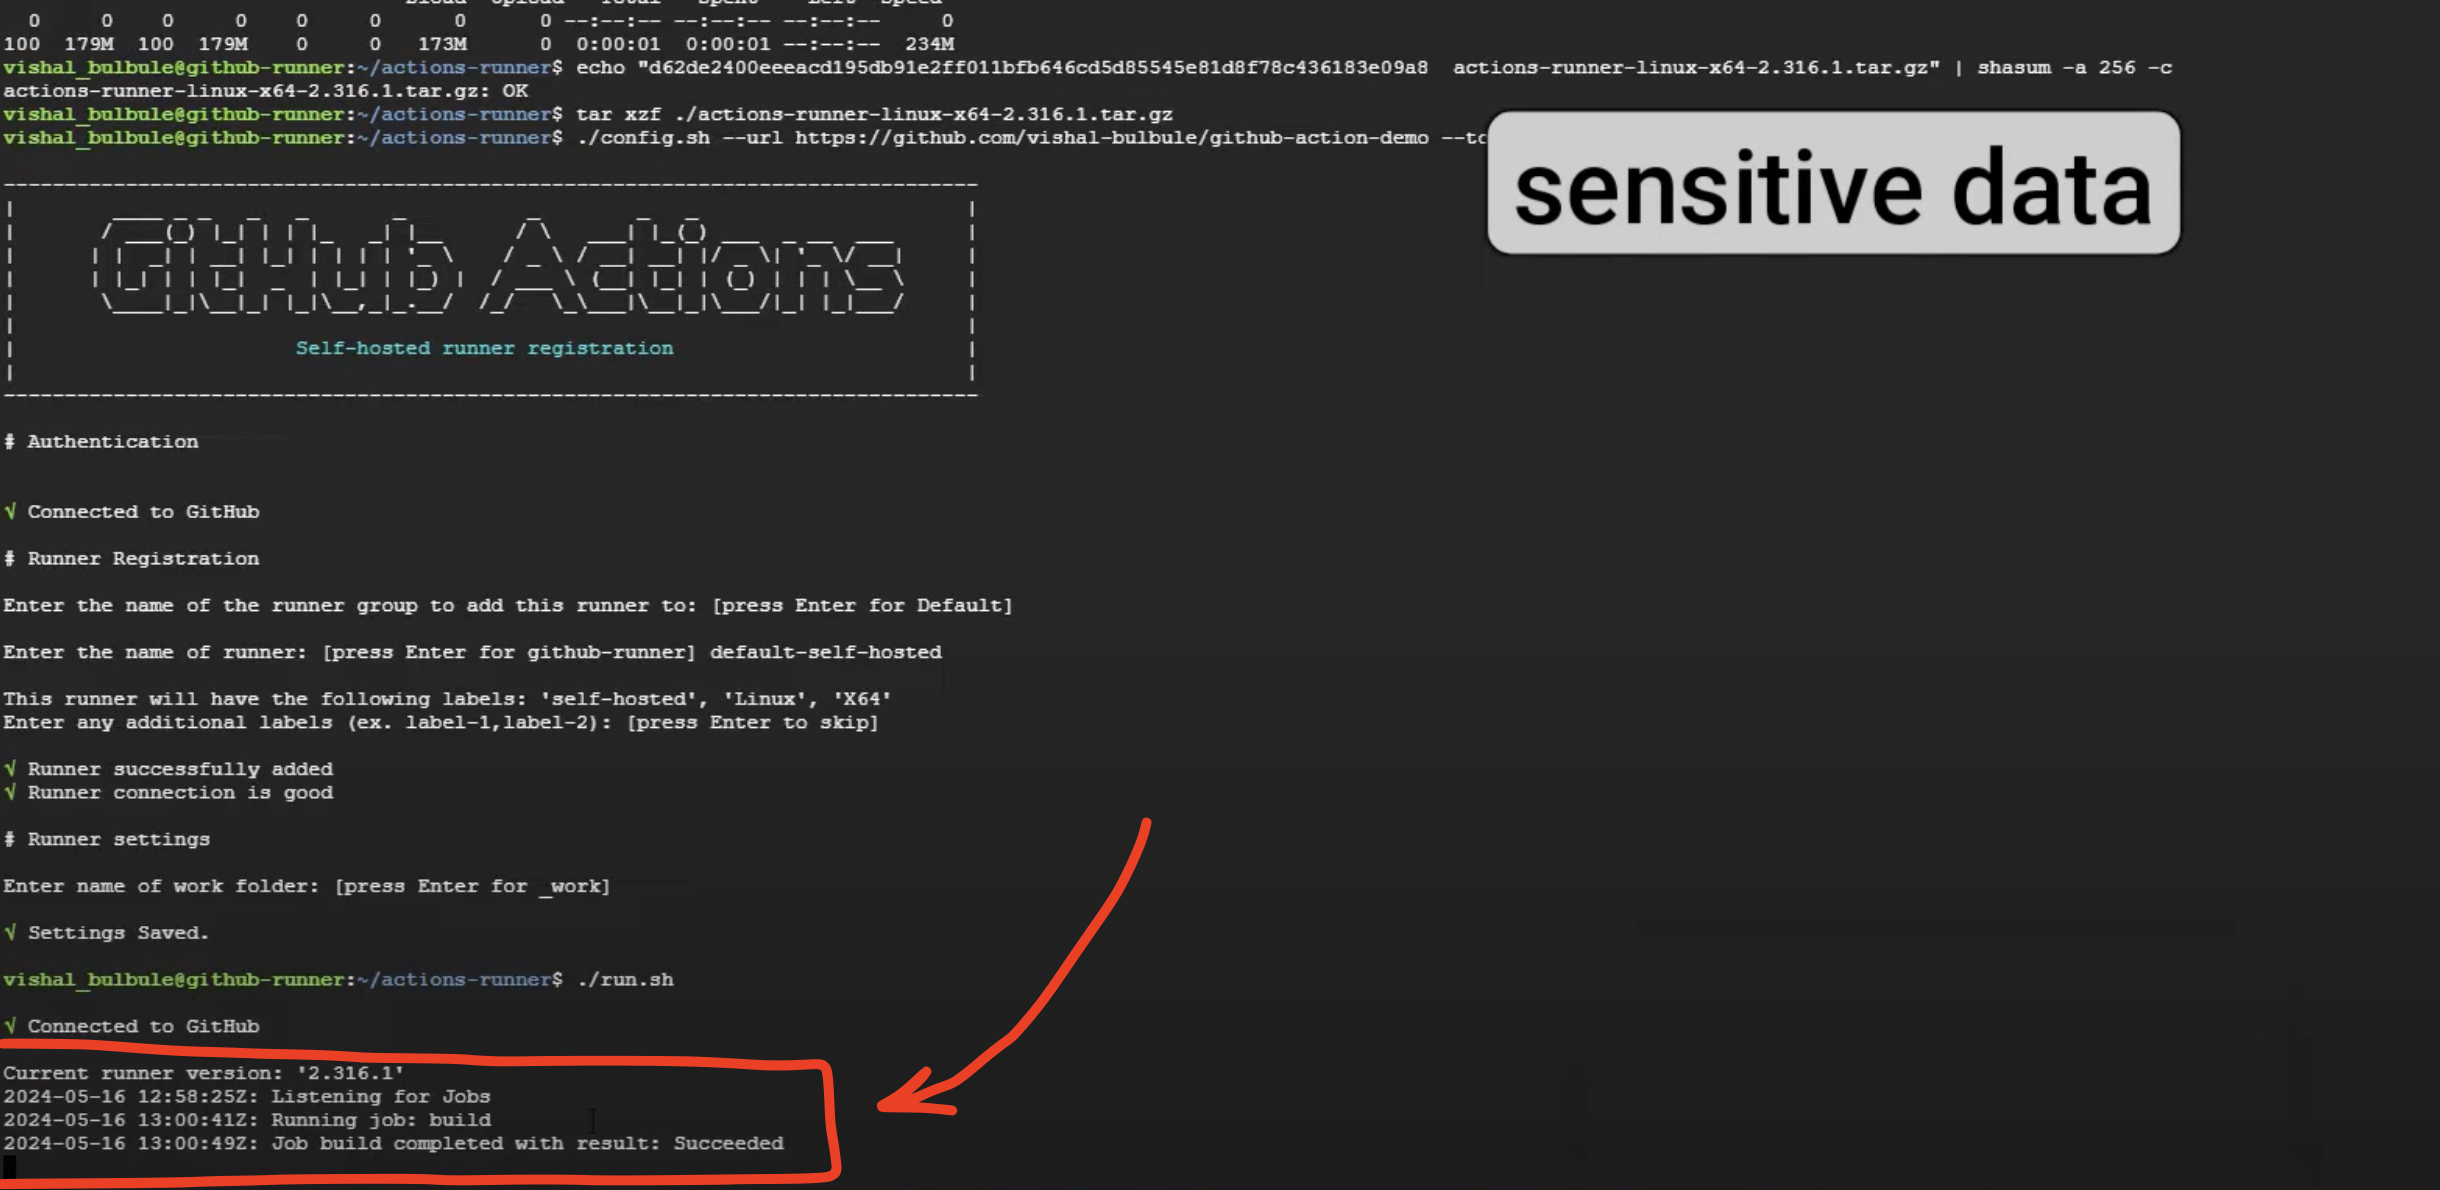 0 0 0 0 0 0 0 0 --:--:-- --:--:-- --:--:-- 0
100 179M 100 179M 0 0 173M 0 0:00:01 0:00:01 --:--:-- 234M
vishal_bulbule@github-runner:~/actions-runner$ echo "d62de2400eeeacd195db91e2ff011bfb646cd5d85545e81d8f78c436183e09a8  actions-runner-linux-x64-2.316.1.tar.gz" | shasum -a 256 -c
actions-runner-linux-x64-2.316.1.tar.gz: OK
vishal_bulbule@github-runner:~/actions-runner$ tar xzf ./actions-runner-linux-x64-2.316.1.tar.gz
vishal_bulbule@github-runner:~/actions-runner$ ./config.sh --url https://github.com/vishal-bulbule/github-action-demo
sensitive data
GitHub Actions
Self-hosted runner registration
# Authentication
√ Connected to GitHub
# Runner Registration
Enter the name of the runner group to add this runner to: [press Enter for Default]
Enter the name of runner: [press Enter for github-runner] default-self-hosted
This runner will have the following labels: 'self-hosted', 'Linux', 'X64'
Enter any additional labels (ex. label-1,label-2): [press Enter to skip]
√ Runner successfully added
√ Runner connection is good
# Runner settings
Enter name of work folder: [press Enter for _work]
√ Settings Saved.
vishal_bulbule@github-runner:~/actions-runner$ ./run.sh
√ Connected to GitHub
Current runner version: '2.316.1'
2024-05-16 12:58:25Z: Listening for Jobs
2024-05-16 13:00:41Z: Running job: build
2024-05-16 13:00:49Z: Job build completed with result: Succeeded